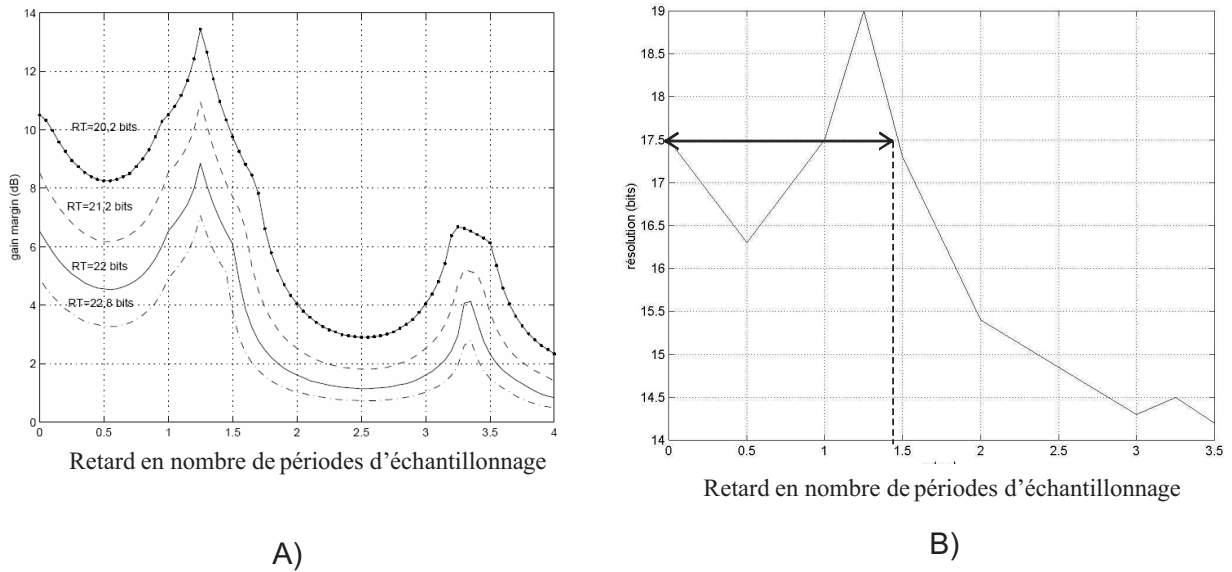 14
12
10
8
6
4
2
0
gain margin (dB)
RT=20,2 bits
RT=21,2 bits
RT=22 bits
RT=22,8 bits
0 0.5 1 1.5 2 2.5 3 3.5 4
Retard en nombre de périodes d'échantillonnage
A)
19
18.5
18
17.5
17
16.5
16
15.5
15
14.5
14
résolution (bits)
0 0.5 1 1.5 2 2.5 3 3.5
Retard en nombre de périodes d'échantillonnage
B)